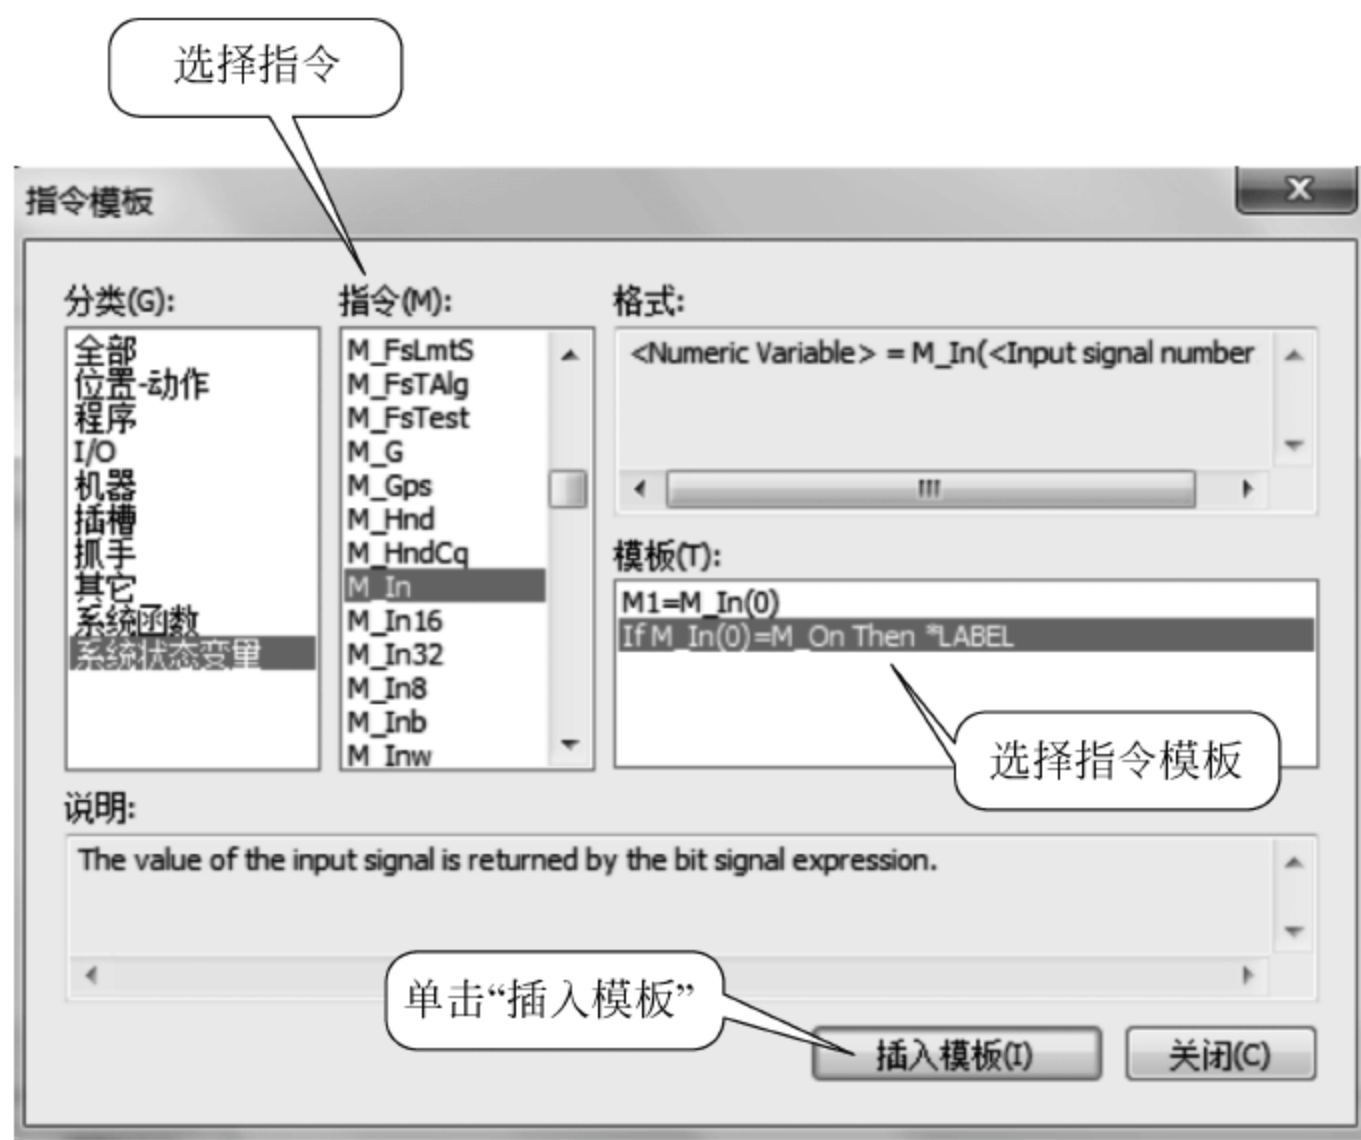 选择指令
指令模板
分类(G):
全部
位置-动作
程序
I/O
机器
插槽
抓手
其它
系统函数
系统状态变量
指令(M):
M_FsLmtS
M_FsTAlg
M_FsTest
M_G
M_Gps
M_Hnd
M_HndCq
M_In
M_In16
M_In32
M_In8
M_Inb
M_Inw
格式:
<Numeric Variable> = M_In(<Input signal number
模板(T):
M1=M_In(0)
If M_In(0)=M_On Then *LABEL
选择指令模板
说明:
The value of the input signal is returned by the bit signal expression.
单击“插入模板”
插入模板(I)
关闭(C)